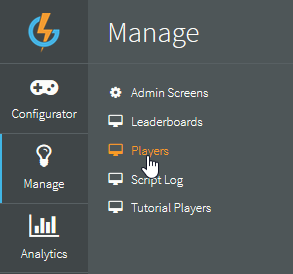 Manage
Configurator
Manage
Analytics
Admin Screens
Leaderboards
Players
Script Log
Tutorial Players